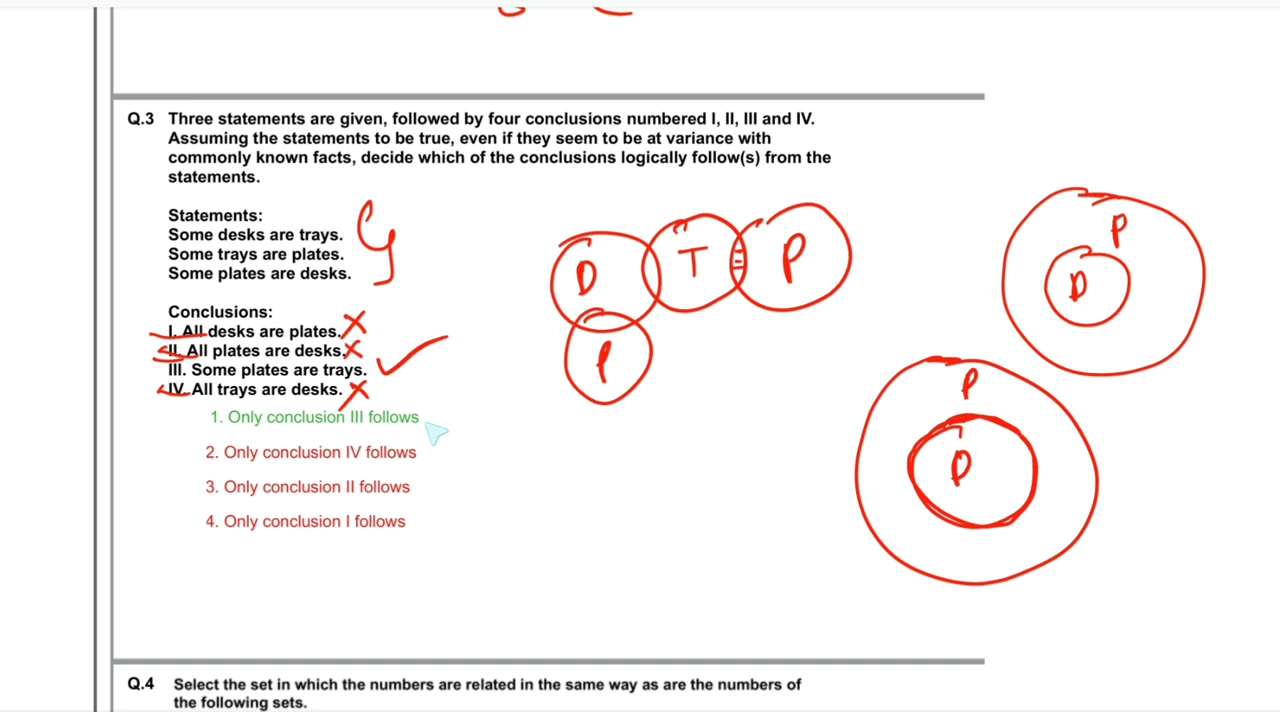 Q.3 Three statements are given, followed by four conclusions numbered I, II, III and IV.
Assuming the statements to be true, even if they seem to be at variance with
commonly known facts, decide which of the conclusions logically follow(s) from the
statements.
Statements:
Some desks are trays.
Some trays are plates.
Some plates are desks.
Conclusions:
I. All desks are plates.
II. All plates are desks.
III. Some plates are trays.
IV. All trays are desks.
1. Only conclusion III follows
2. Only conclusion IV follows
3. Only conclusion II follows
4. Only conclusion I follows
D T P
P
P
D
P
D
Q.4 Select the set in which the numbers are related in the same way as are the numbers of
the following sets.